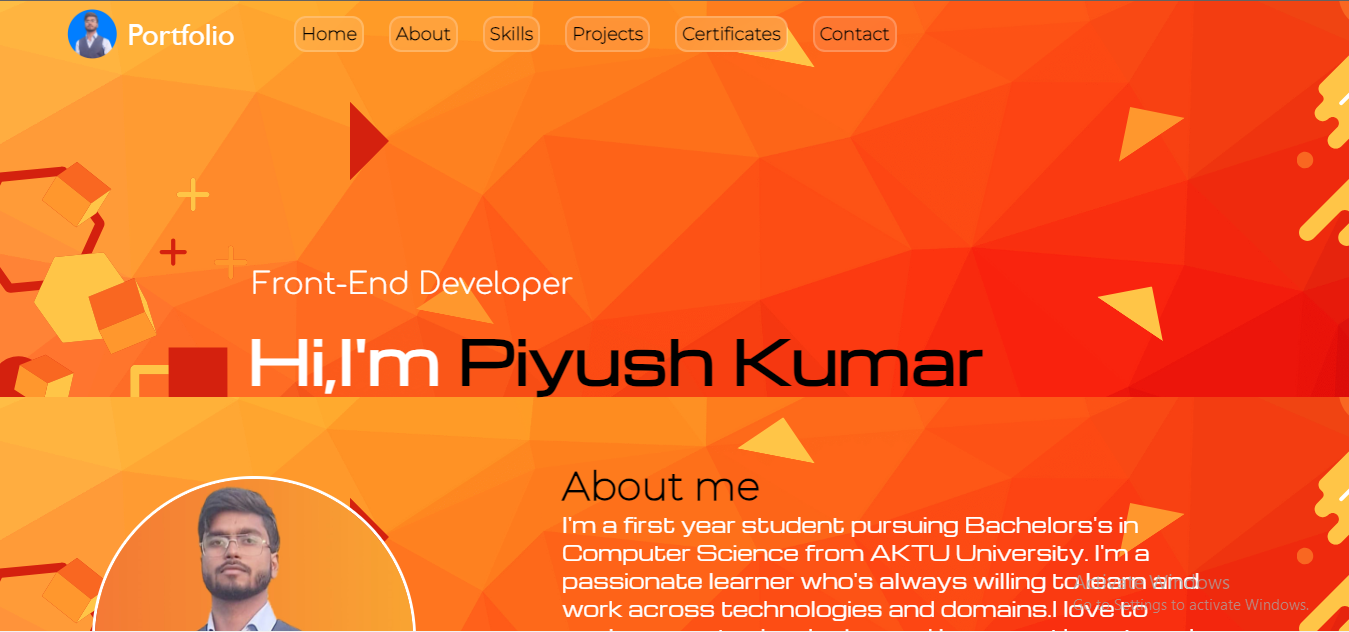 Portfolio Home About Skills Projects Certificates Contact
Front-End Developer
Hi,I'm Piyush Kumar
About me
I'm a first year student pursuing Bachelors's in
Computer Science from AKTU University. I'm a
passionate learner who's always willing to learn and
work across technologies and domains.I love to
Activate Windows
Go to Settings to activate Windows.